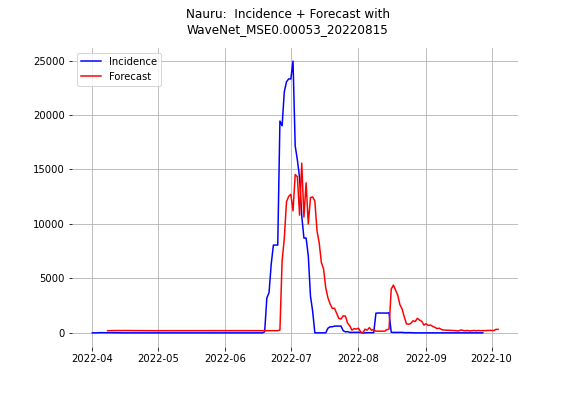 Nauru:  Incidence + Forecast with
WaveNet_MSE0.00053_20220815
Incidence
Forecast
25000
20000
15000
10000
5000
0
2022-04 2022-05 2022-06 2022-07 2022-08 2022-09 2022-10